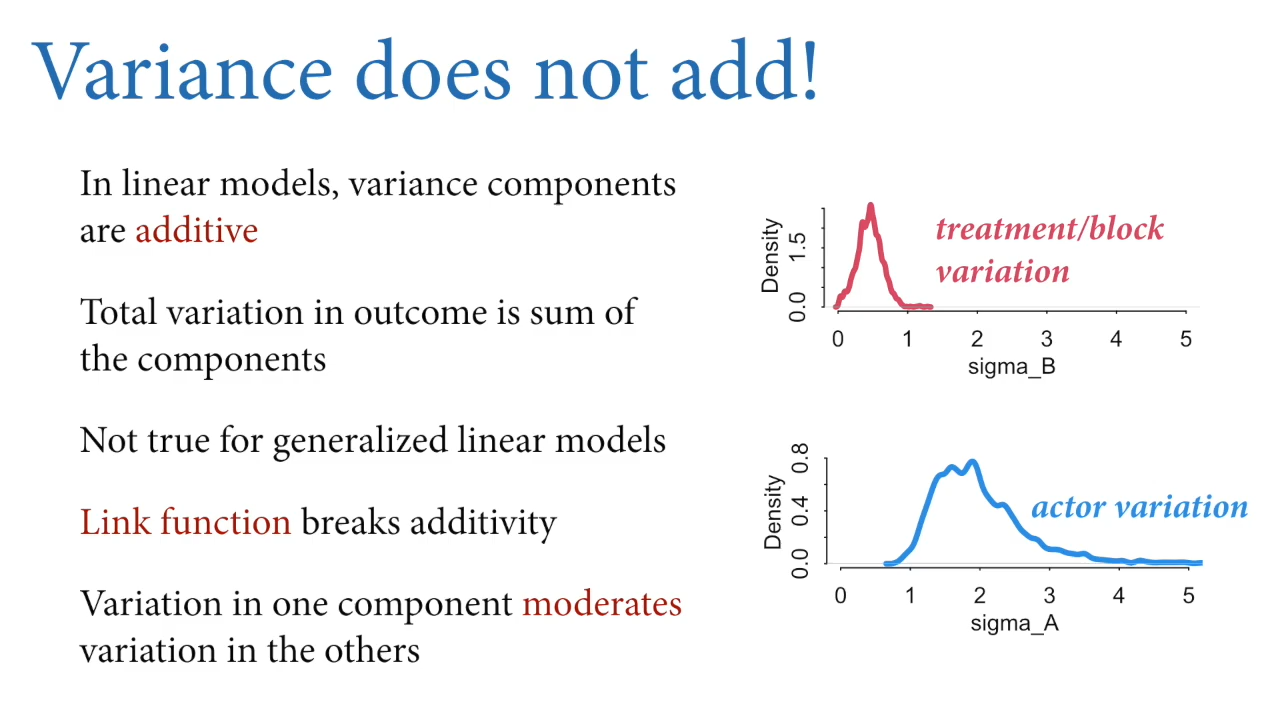 Variance does not add!
In linear models, variance components
are additive
Total variation in outcome is sum of
the components
Not true for generalized linear models
Link function breaks additivity
Variation in one component moderates
variation in the others
treatment/block
variation
Density
0.0 1.5
0 1 2 3 4 5
sigma_B
actor variation
Density
0.0 0.4 0.8
0 1 2 3 4 5
sigma_A